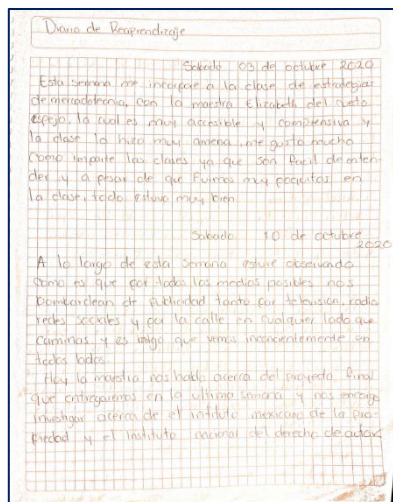 Diario de Reaprendizaje
Sabado 03 de octubre 2020
Esta semana me incorpore a la clase de estrategias
de mercadotecnia, con la maestra Elizabeth del
espejo, la cual es muy accesible y comprensiva y
la clase la hizo muy amena, me gusto mucho
como imparte las clases ya que son facil de enten
der y a pesar de que fuimos muy poquitos en
la clase, todo estuvo muy bien
Sabado 10 de octubre
2020
A lo largo de esta semana estuve observando
como es que por todos los medios posibles nos
bombardean de publicidad tanto por television, radio
redes sociales y por la calle en cualquier lado que
caminas y es algo que vemos inconcientemente en
todos lados.
Hoy la maestra nos hablo acerca del proyecto final
que entregaremos en la ultima semana y nos encargo
investigar acerca de el intituto mexicano de la pro
piedad y el instituto nacional del derecho de autor.